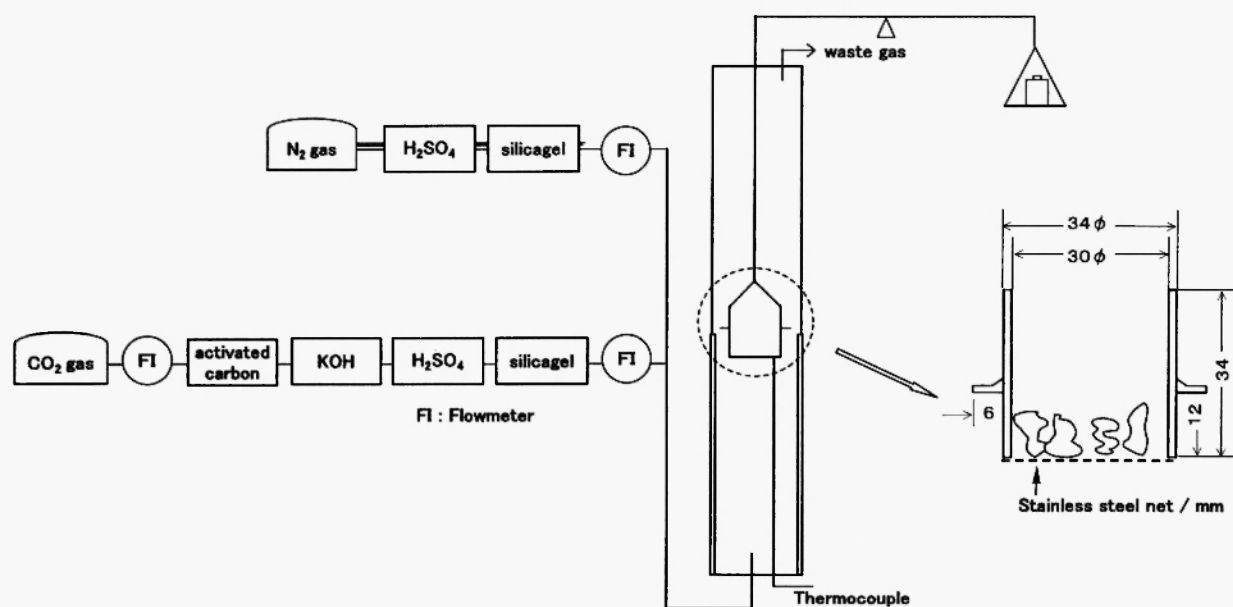 waste gas
N₂ gas
H₂SO₄
silicagel
FI
34φ
30φ
CO₂ gas
FI
activated
carbon
KOH
H₂SO₄
silicagel
FI
FI : Flowmeter
6
12
34
Stainless steel net / mm
Thermocouple